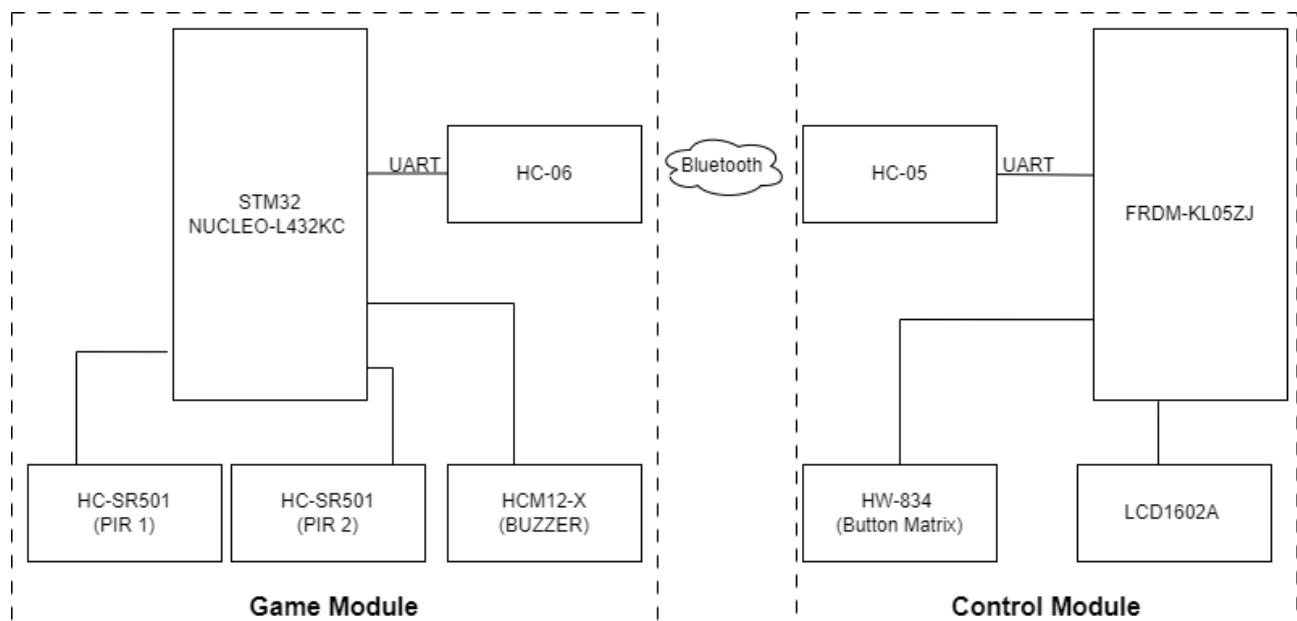 STM32
NUCLEO-L432KC
UART
HC-06
Bluetooth
HC-05
UART
FRDM-KL05ZJ
HC-SR501
(PIR 1)
HC-SR501
(PIR 2)
HCM12-X
(BUZZER)
HW-834
(Button Matrix)
LCD1602A
Game Module
Control Module